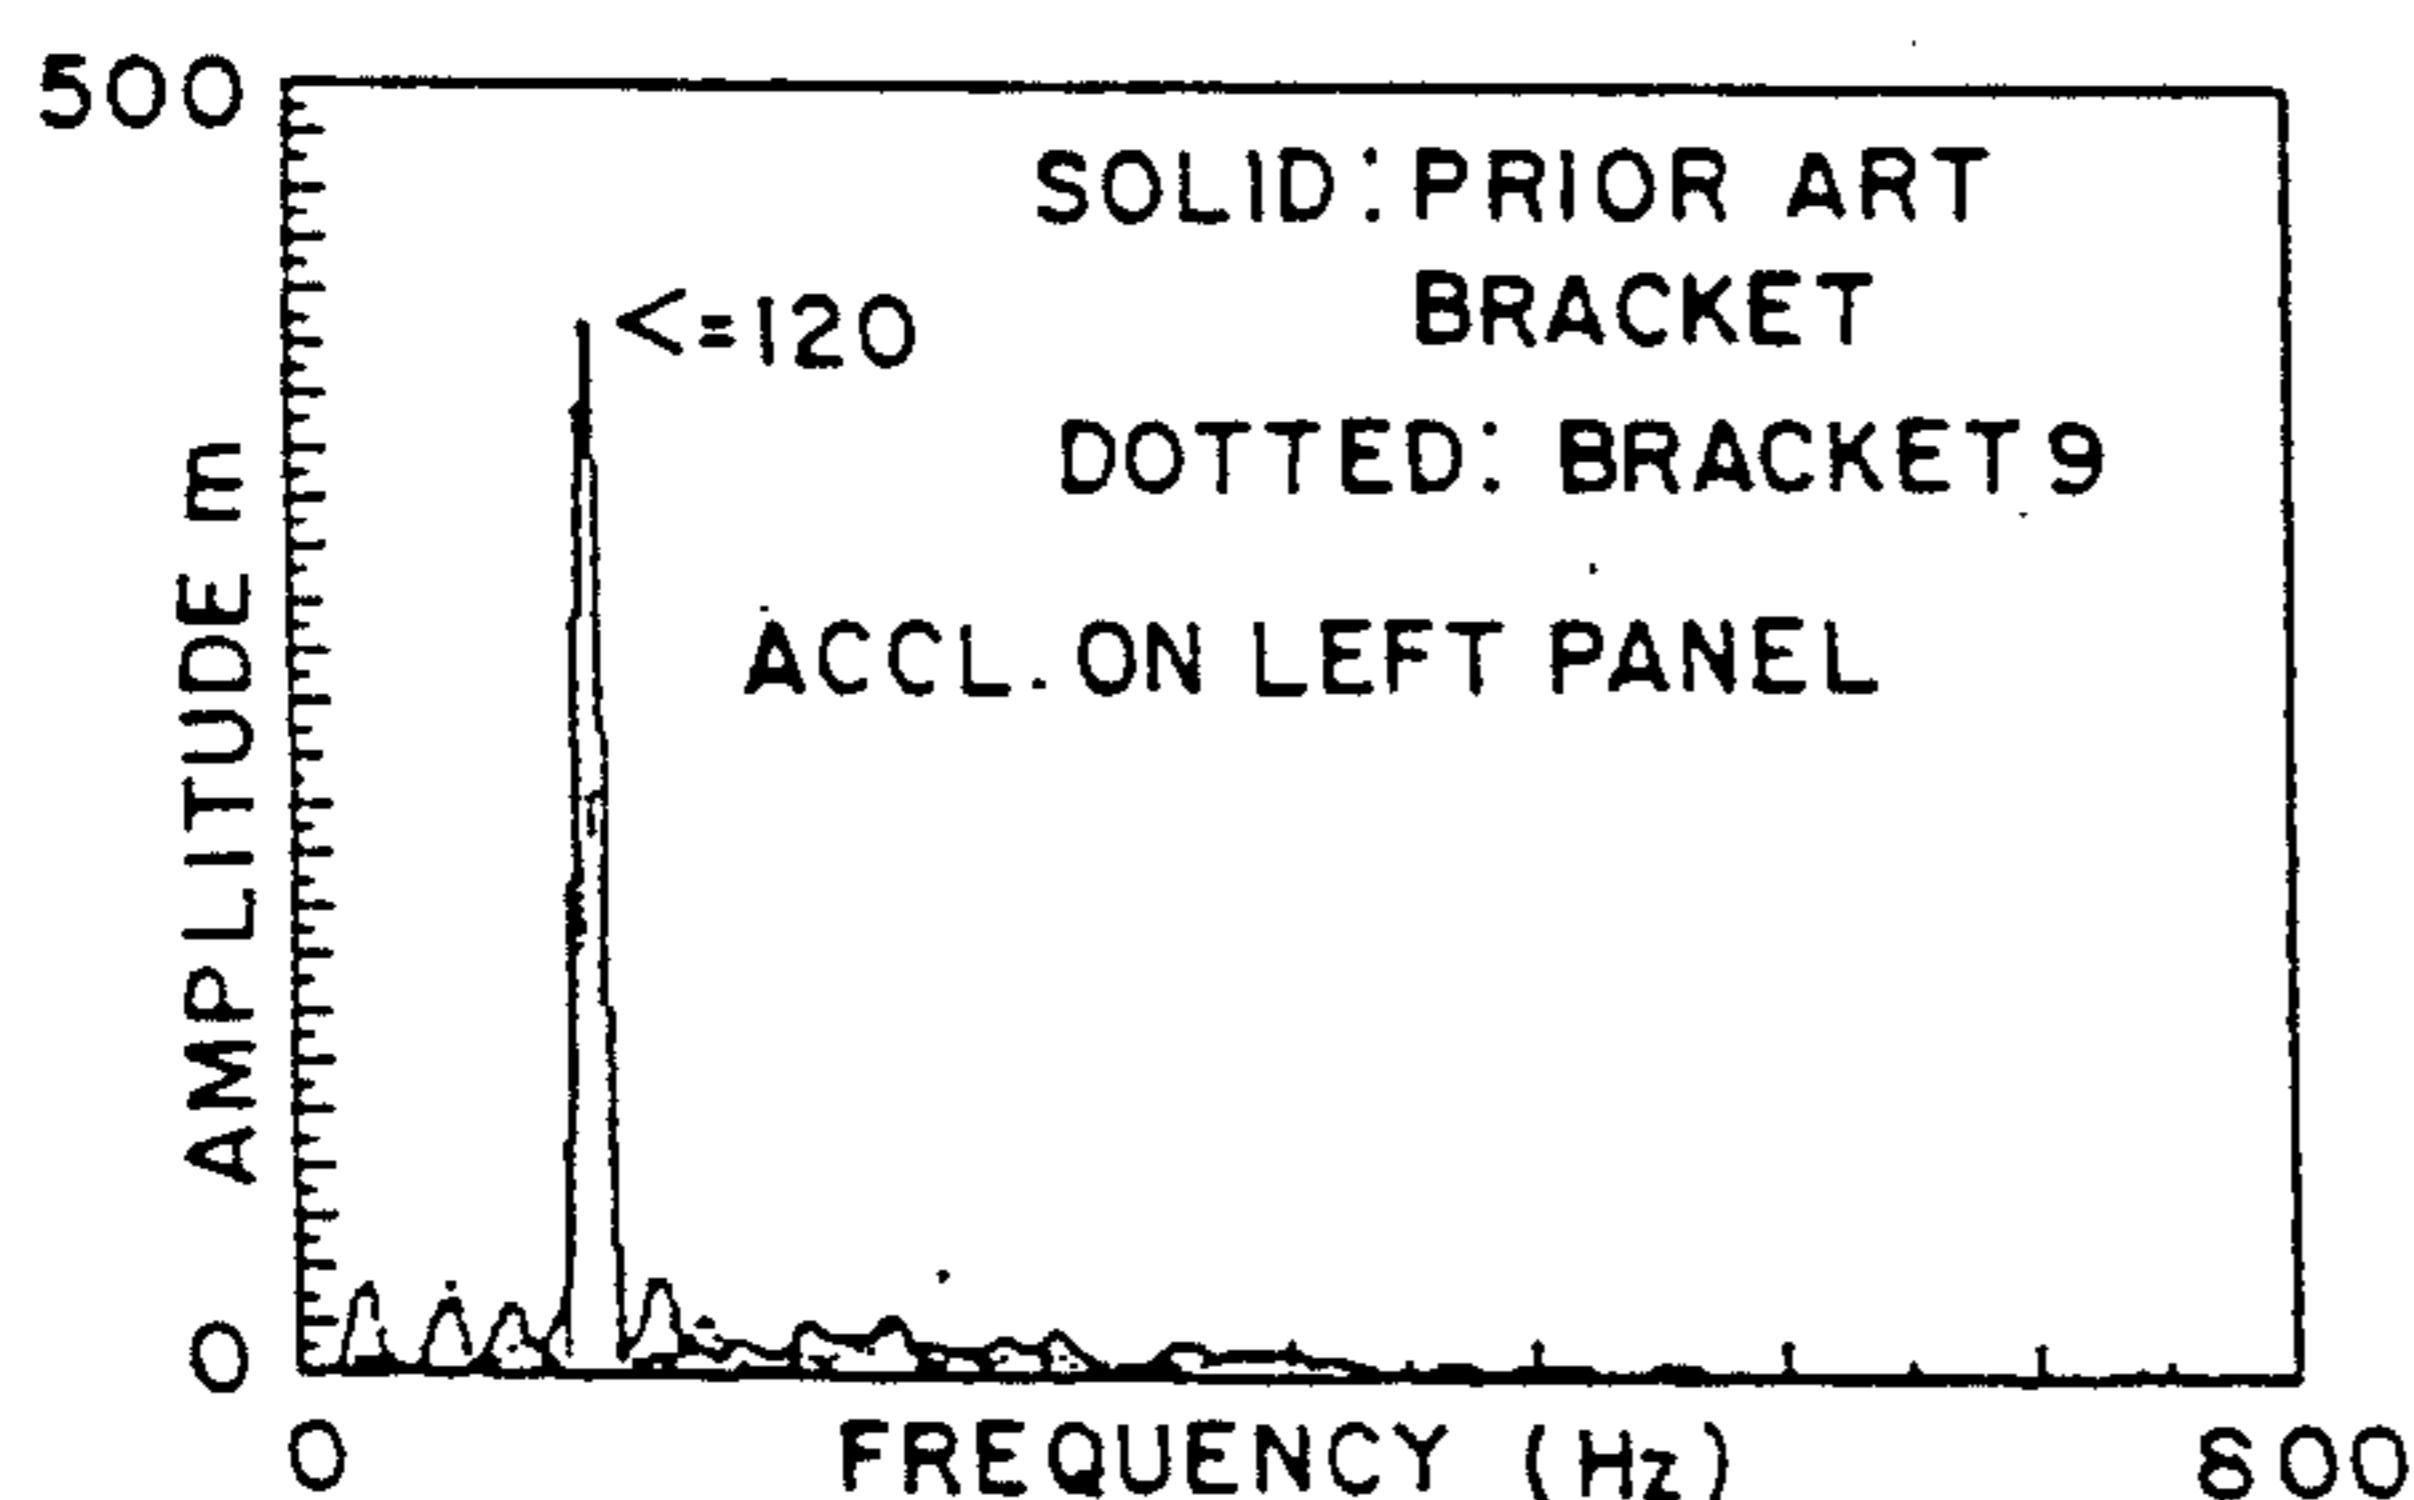 500
SOLID: PRIOR ART
BRACKET
<=120
DOTTED: BRACKET 9
ACCL. ON LEFT PANEL
AMPLITUDE m
0
0
FREQUENCY (Hz)
800